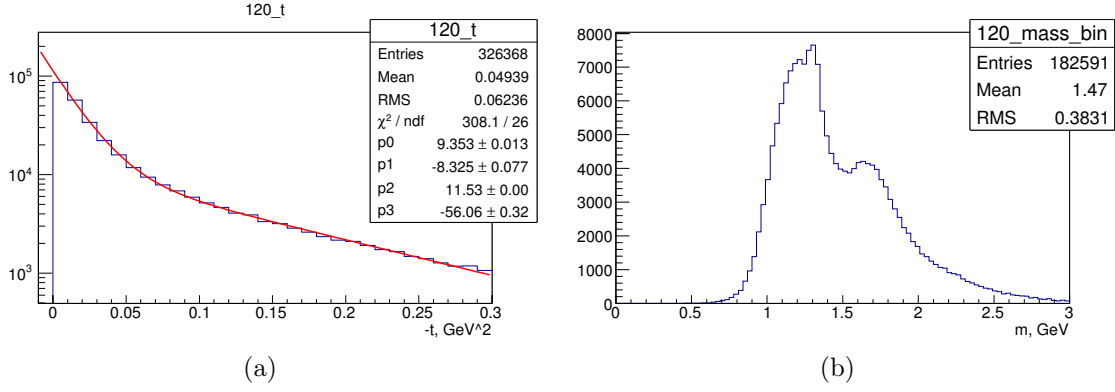 120_t
120_t
Entries 326368
Mean 0.04939
RMS 0.06236
χ² / ndf 308.1 / 26
p0 9.353 ± 0.013
p1 -8.325 ± 0.077
p2 11.53 ± 0.00
p3 -56.06 ± 0.32
10⁵
10⁴
10³
0 0.05 0.1 0.15 0.2 0.25 0.3
-t, GeV^2
(a)
120_mass_bin
Entries 182591
Mean 1.47
RMS 0.3831
8000
7000
6000
5000
4000
3000
2000
1000
0
0 0.5 1 1.5 2 2.5 3
m, GeV
(b)